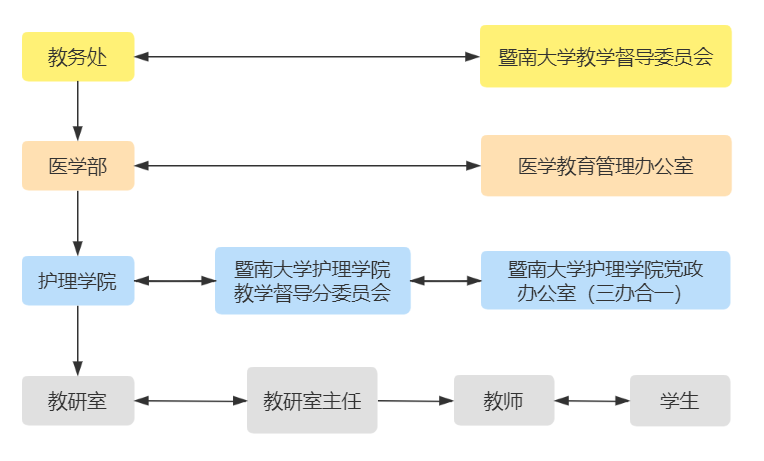 教务处
暨南大学教学督导委员会
医学部
医学教育管理办公室
护理学院
暨南大学护理学院
教学督导分委员会
暨南大学护理学院党政
办公室（三办合一）
教研室
教研室主任
教师
学生